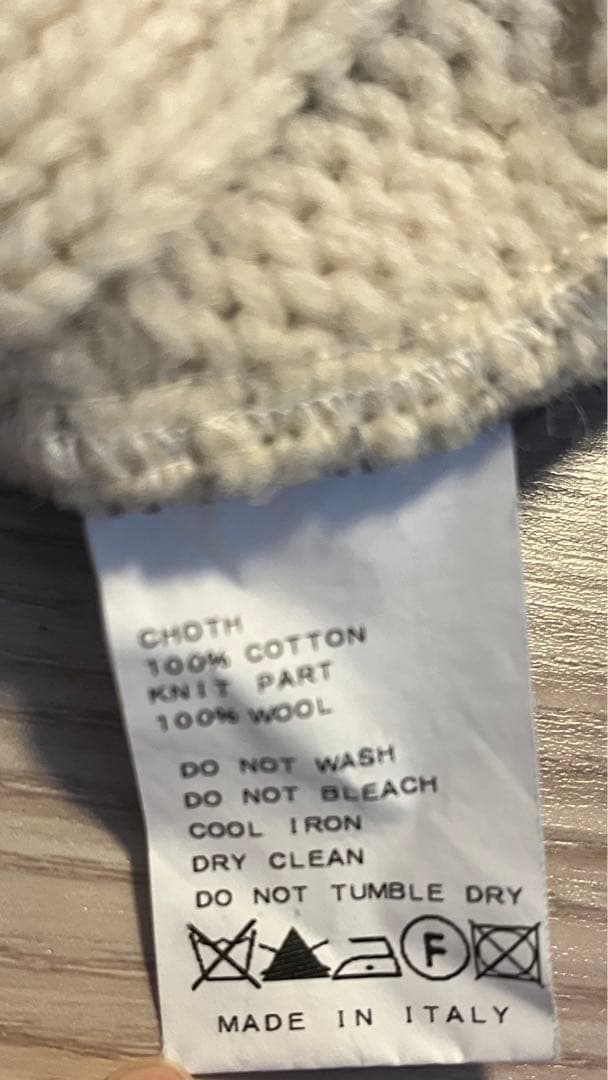 CHOTH
100% COTTON
KNIT PART
100% WOOL
DO NOT WASH
DO NOT BLEACH
COOL IRON
DRY CLEAN
DO NOT TUMBLE DRY
F
MADE IN ITALY